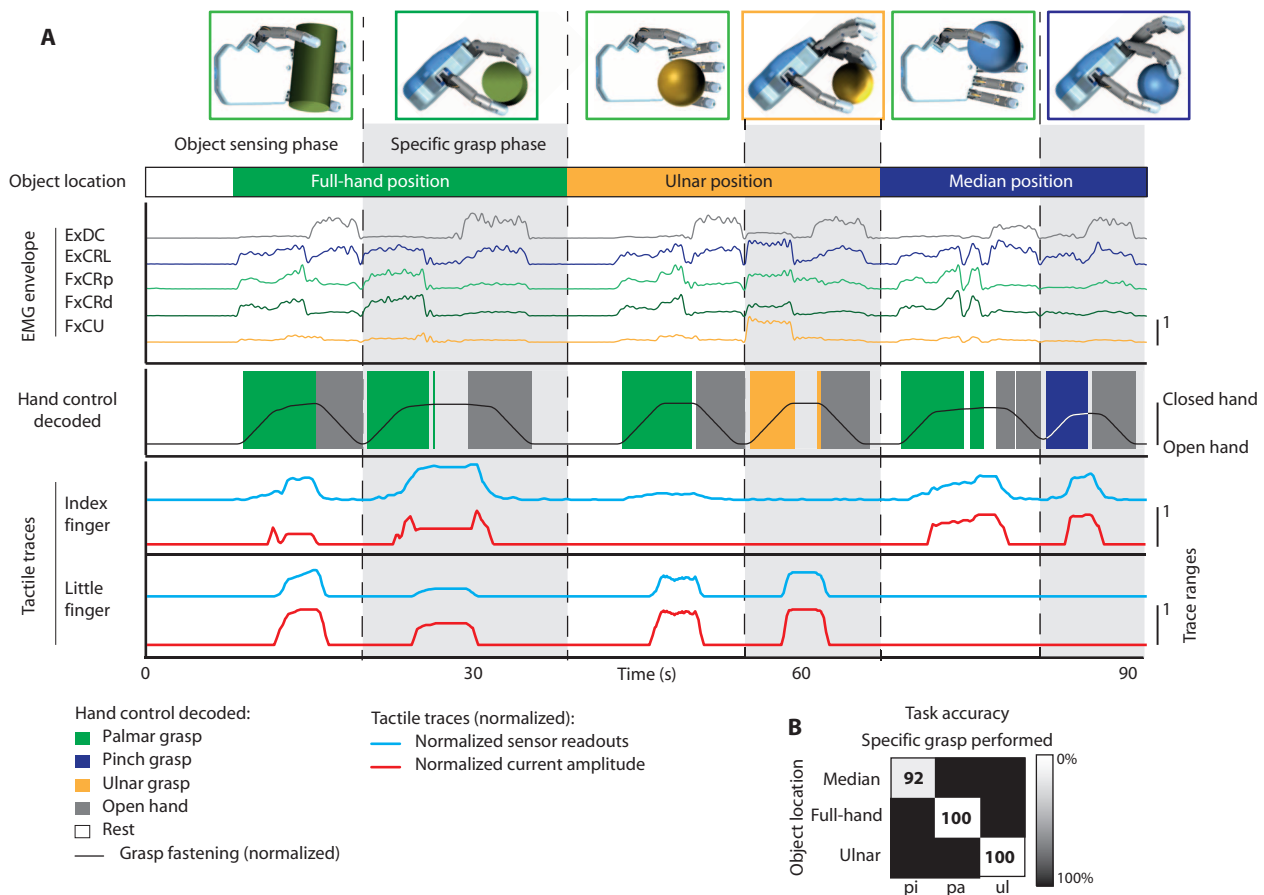 A
Object sensing phase
Specific grasp phase
Object location
Full-hand position
Ulnar position
Median position
EMG envelope
ExDC
ExCRL
FxCRp
FxCRd
FxCU
1
Hand control
decoded
Closed hand
Open hand
Tactile traces
Index
finger
1
Little
finger
1
Trace ranges
0
30
Time (s)
60
90
Hand control decoded:
Palmar grasp
Pinch grasp
Ulnar grasp
Open hand
Rest
Grasp fastening (normalized)
Tactile traces (normalized):
Normalized sensor readouts
Normalized current amplitude
B
Task accuracy
Specific grasp performed
Object location
Median
Full-hand
Ulnar
92
100
100
pi
pa
ul
0%
100%